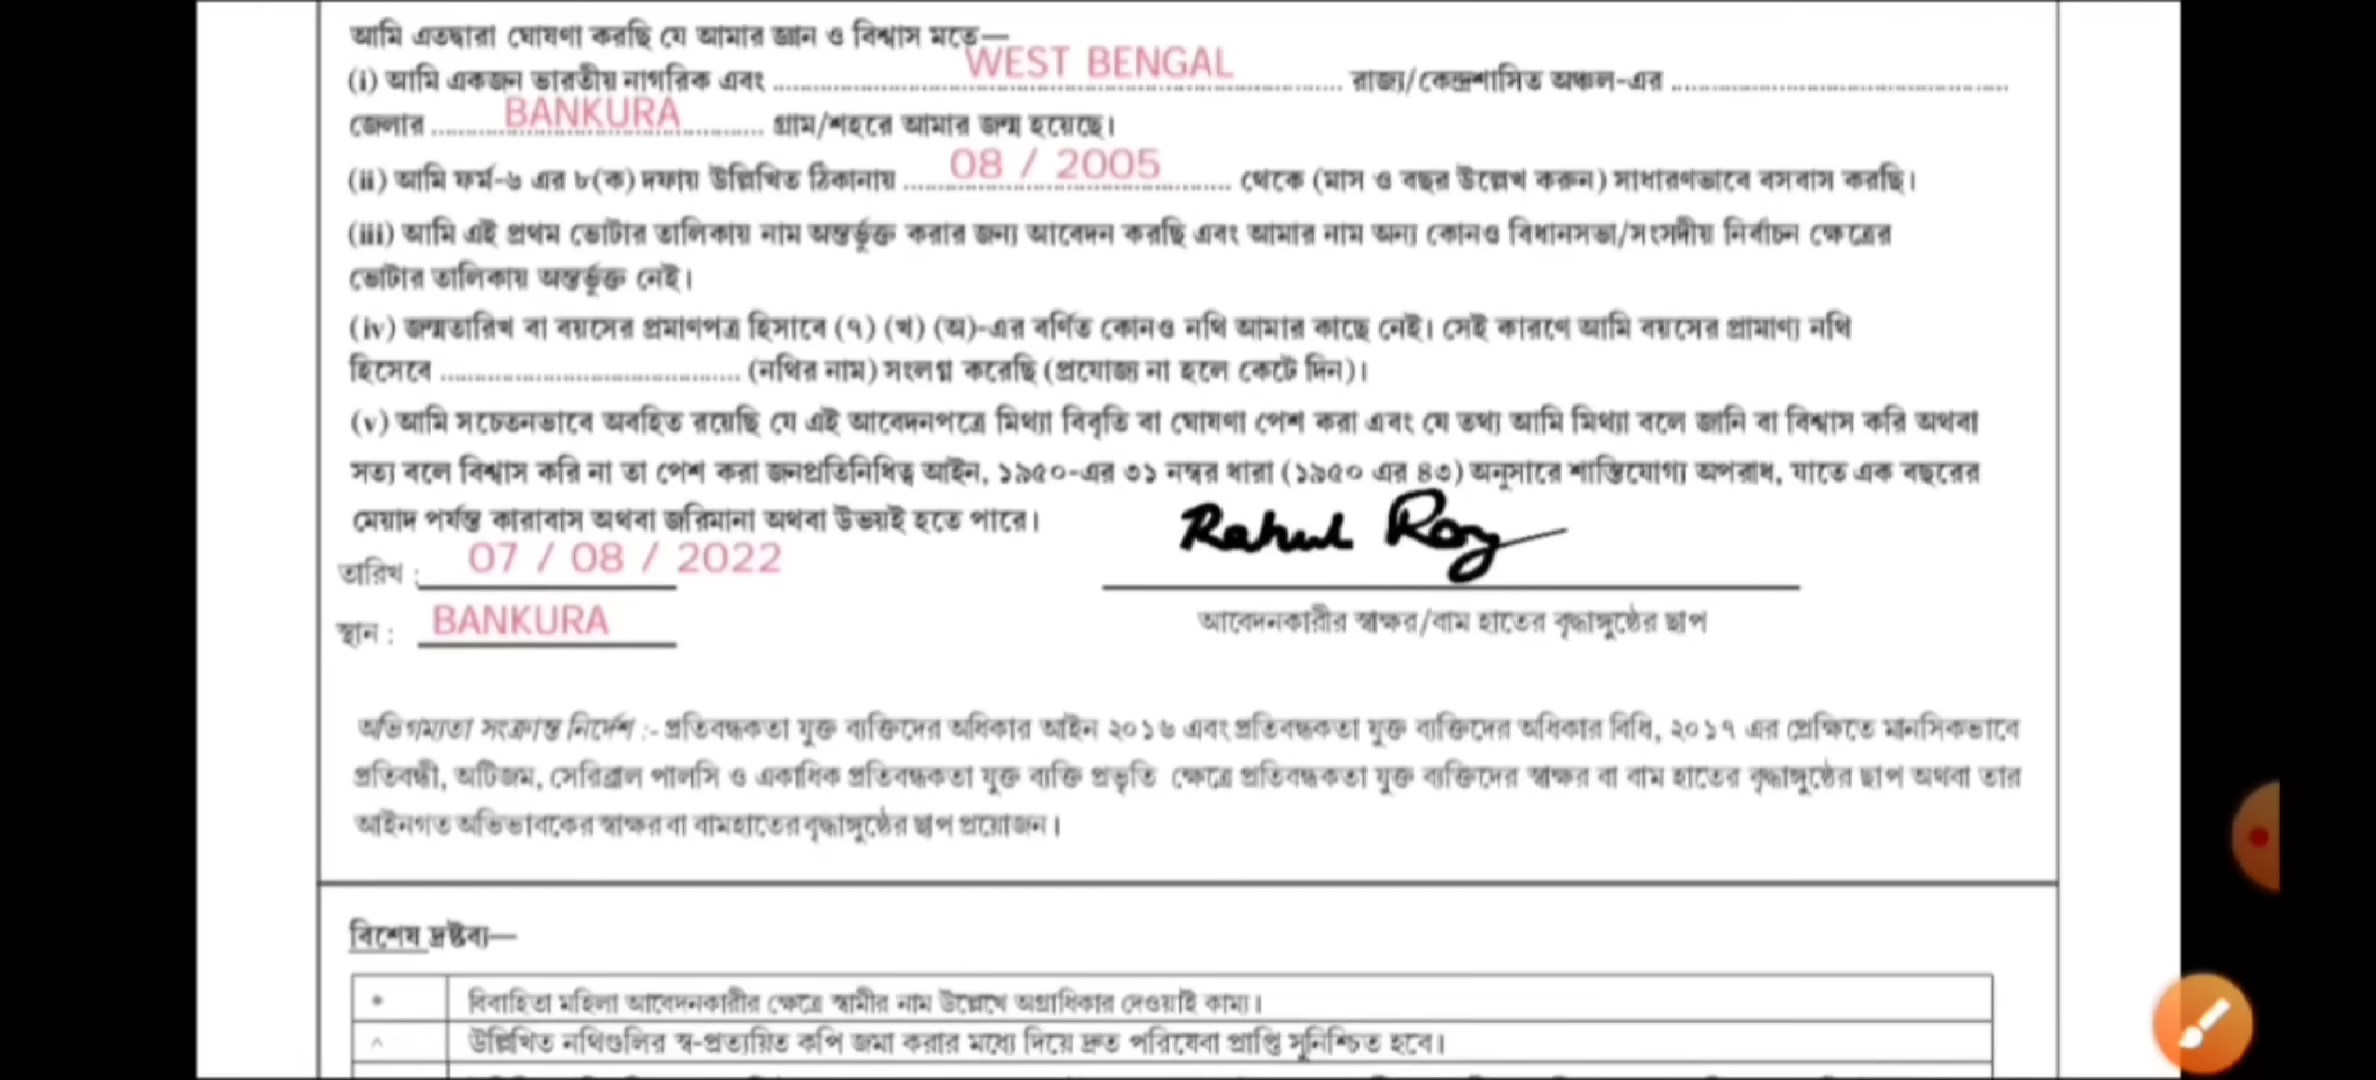 আমি এতদ্বারা ঘোষণা করছি যে আমার জ্ঞান ও বিশ্বাস মতে—
(i) আমি একজন ভারতীয় নাগরিক এবং .......... WEST BENGAL .......... রাজ্য/কেন্দ্রশাসিত অঞ্চল-এর ..........
জেলার .......... BANKURA .......... গ্রাম/শহরে আমার জন্ম হয়েছে।
(ii) আমি ফর্ম-৬ এর ৮(ক) দফায় উল্লিখিত ঠিকানায় .......... 08 / 2005 .......... থেকে (মাস ও বছর উল্লেখ করুন) সাধারণভাবে বসবাস করছি।
(iii) আমি এই প্রথম ভোটার তালিকায় নাম অন্তর্ভূক্ত করার জন্য আবেদন করছি এবং আমার নাম অন্য কোনও বিধানসভা/সংসদীয় নির্বাচন ক্ষেত্রের
ভোটার তালিকায় অন্তর্ভূক্ত নেই।
(iv) জন্মতারিখ বা বয়সের প্রমাণপত্র হিসাবে (৭) (খ) (অ)-এর বর্ণিত কোনও নথি আমার কাছে নেই। সেই কারণে আমি বয়সের প্রামাণ্য নথি
হিসেবে .......... (নথির নাম) সংলগ্ন করেছি (প্রযোজ্য না হলে কেটে দিন)।
(v) আমি সচেতনভাবে অবহিত রয়েছি যে এই আবেদনপত্রে মিথ্যা বিবৃতি বা ঘোষণা পেশ করা এবং যে তথ্য আমি মিথ্যা বলে জানি বা বিশ্বাস করি অথবা
সত্য বলে বিশ্বাস করি না তা পেশ করা জনপ্রতিনিধিত্ব আইন, ১৯৫০-এর ৩১ নম্বর ধারা (১৯৫০ এর ৪৩) অনুসারে শাস্তিযোগ্য অপরাধ, যাতে এক বছরের
মেয়াদ পর্যন্ত কারাবাস অথবা জরিমানা অথবা উভয়ই হতে পারে।
Rahul Roy
তারিখ : 07 / 08 / 2022
স্থান : BANKURA
আবেদনকারীর স্বাক্ষর/বাম হাতের বৃদ্ধাঙ্গুষ্ঠের ছাপ
অভিগম্যতা সংক্রান্ত নির্দেশ :- প্রতিবন্ধকতা যুক্ত ব্যক্তিদের অধিকার আইন ২০১৬ এবং প্রতিবন্ধকতা যুক্ত ব্যক্তিদের অধিকার বিধি, ২০১৭ এর প্রেক্ষিতে মানসিকভাবে
প্রতিবন্ধী, অটিজম, সেরিব্রাল পালসি ও একাধিক প্রতিবন্ধকতা যুক্ত ব্যক্তি প্রভৃতি ক্ষেত্রে প্রতিবন্ধকতা যুক্ত ব্যক্তিদের স্বাক্ষর বা বাম হাতের বৃদ্ধাঙ্গুষ্ঠের ছাপ অথবা তার
আইনগত অভিভাবকের স্বাক্ষর বা বামহাতের বৃদ্ধাঙ্গুষ্ঠের ছাপ প্রয়োজন।
বিশেষ দ্রষ্টব্য—
* বিবাহিতা মহিলা আবেদনকারীর ক্ষেত্রে স্বামীর নাম উল্লেখে অগ্রাধিকার দেওয়াই কাম্য।
^ উল্লিখিত নথিগুলির স্ব-প্রত্যয়িত কপি জমা করার মধ্যে দিয়ে দ্রুত পরিষেবা প্রাপ্তি সুনিশ্চিত হবে।